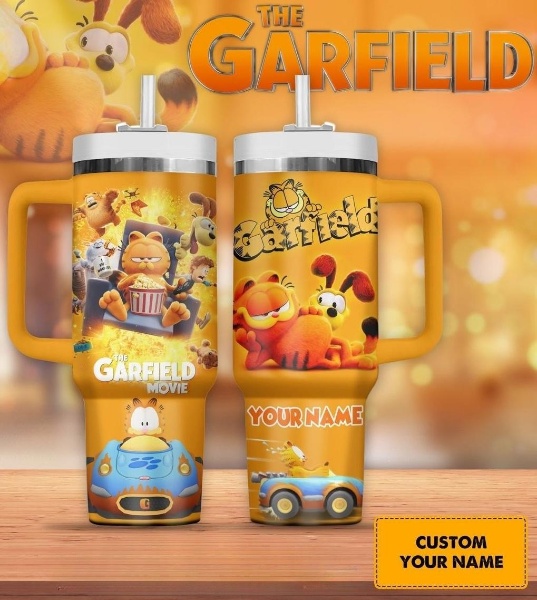 THE
GARFIELD
THE
GARFIELD
MOVIE
G
Garfield
YOUR NAME
CUSTOM
YOUR NAME